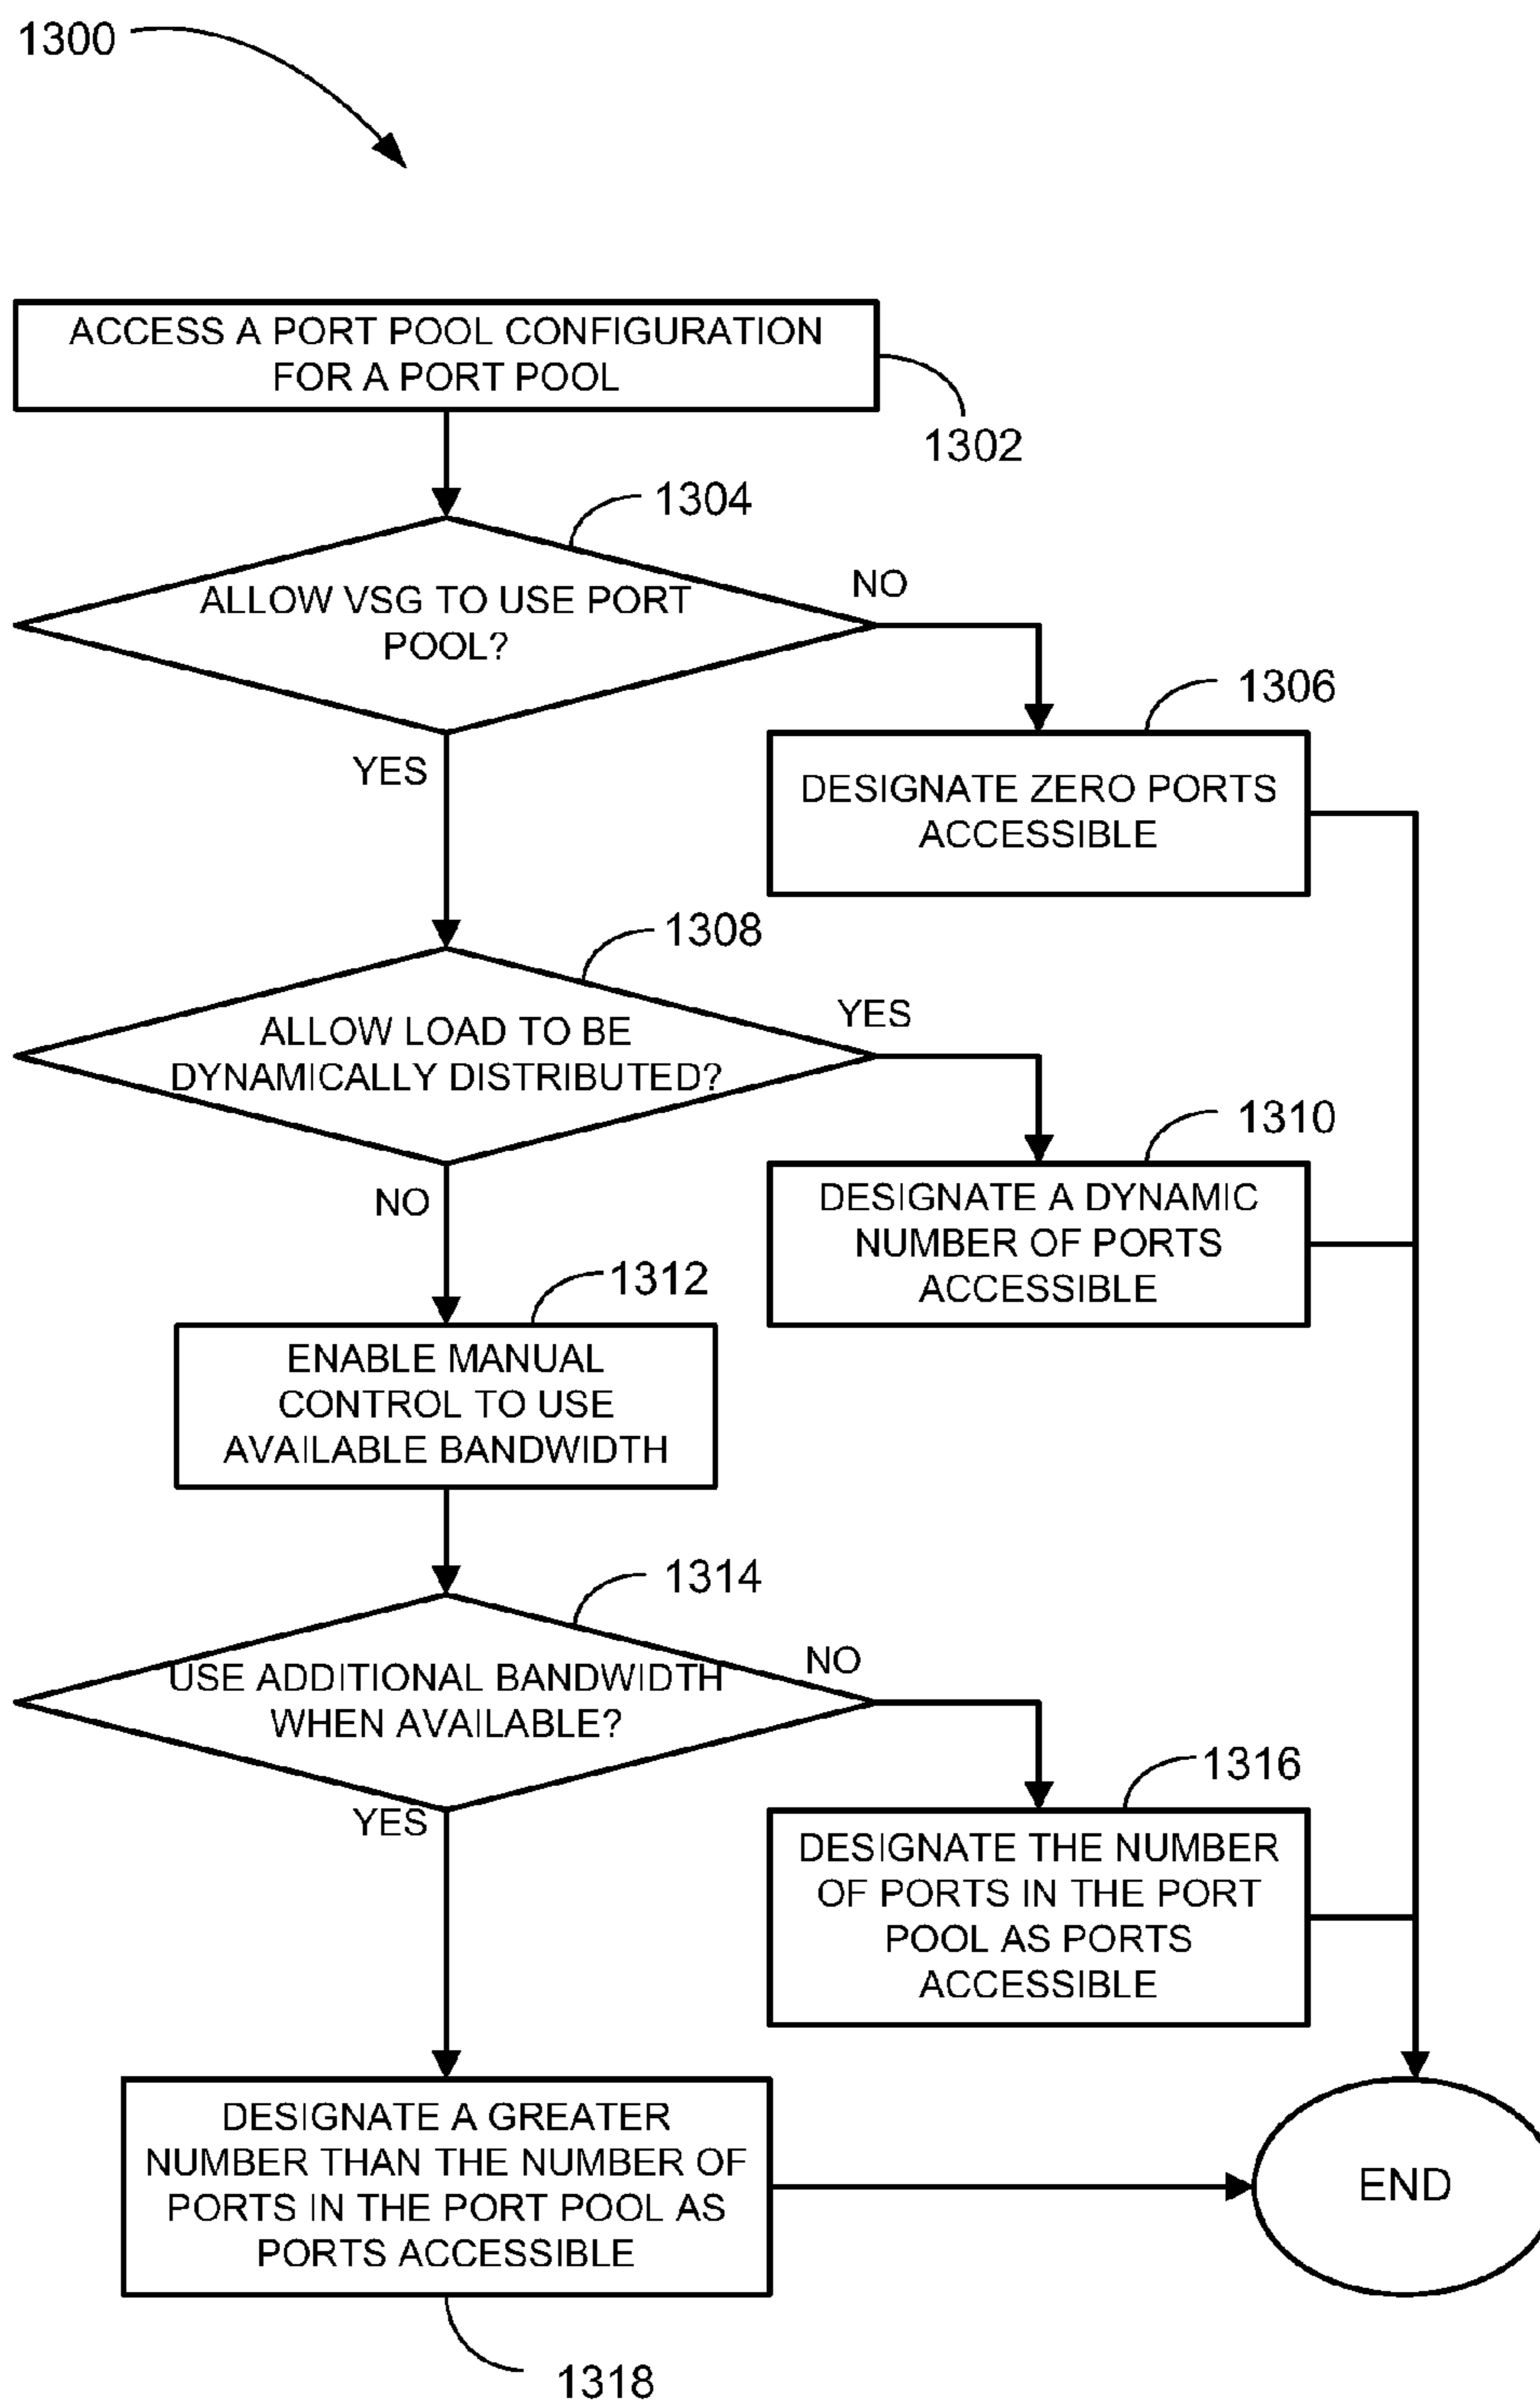 1300
ACCESS A PORT POOL CONFIGURATION
FOR A PORT POOL
1302
1304
ALLOW VSG TO USE PORT
POOL?
NO
1306
YES
DESIGNATE ZERO PORTS
ACCESSIBLE
1308
ALLOW LOAD TO BE
DYNAMICALLY DISTRIBUTED?
YES
1310
NO
DESIGNATE A DYNAMIC
NUMBER OF PORTS
ACCESSIBLE
1312
ENABLE MANUAL
CONTROL TO USE
AVAILABLE BANDWIDTH
1314
USE ADDITIONAL BANDWIDTH
WHEN AVAILABLE?
NO
1316
YES
DESIGNATE THE NUMBER
OF PORTS IN THE PORT
POOL AS PORTS
ACCESSIBLE
DESIGNATE A GREATER
NUMBER THAN THE NUMBER OF
PORTS IN THE PORT POOL AS
PORTS ACCESSIBLE
END
1318